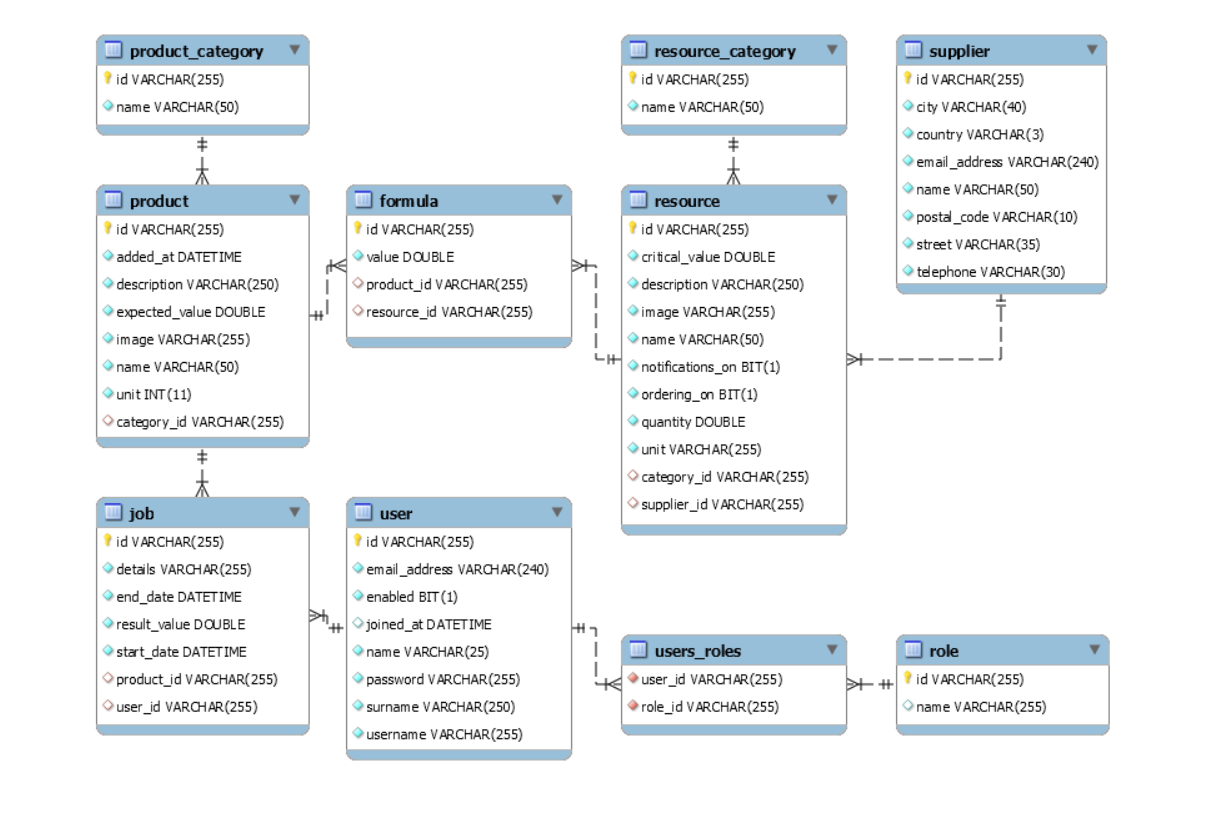 product_category
id VARCHAR(255)
name VARCHAR(50)
resource_category
id VARCHAR(255)
name VARCHAR(50)
supplier
id VARCHAR(255)
city VARCHAR(40)
country VARCHAR(3)
email_address VARCHAR(240)
name VARCHAR(50)
postal_code VARCHAR(10)
street VARCHAR(35)
telephone VARCHAR(30)
product
id VARCHAR(255)
added_at DATETIME
description VARCHAR(250)
expected_value DOUBLE
image VARCHAR(255)
name VARCHAR(50)
unit INT(11)
category_id VARCHAR(255)
formula
id VARCHAR(255)
value DOUBLE
product_id VARCHAR(255)
resource_id VARCHAR(255)
resource
id VARCHAR(255)
critical_value DOUBLE
description VARCHAR(250)
image VARCHAR(255)
name VARCHAR(50)
notifications_on BIT(1)
ordering_on BIT(1)
quantity DOUBLE
unit VARCHAR(255)
category_id VARCHAR(255)
supplier_id VARCHAR(255)
job
id VARCHAR(255)
details VARCHAR(255)
end_date DATETIME
result_value DOUBLE
start_date DATETIME
product_id VARCHAR(255)
user_id VARCHAR(255)
user
id VARCHAR(255)
email_address VARCHAR(240)
enabled BIT(1)
joined_at DATETIME
name VARCHAR(25)
password VARCHAR(255)
surname VARCHAR(250)
username VARCHAR(255)
users_roles
user_id VARCHAR(255)
role_id VARCHAR(255)
role
id VARCHAR(255)
name VARCHAR(255)